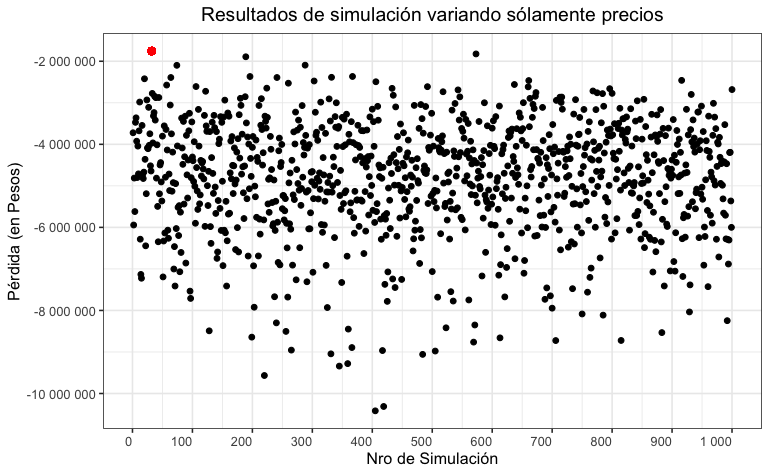 Resultados de simulación variando sólamente precios
Pérdida (en Pesos)
-2 000 000
-4 000 000
-6 000 000
-8 000 000
-10 000 000
0 100 200 300 400 500 600 700 800 900 1 000
Nro de Simulación